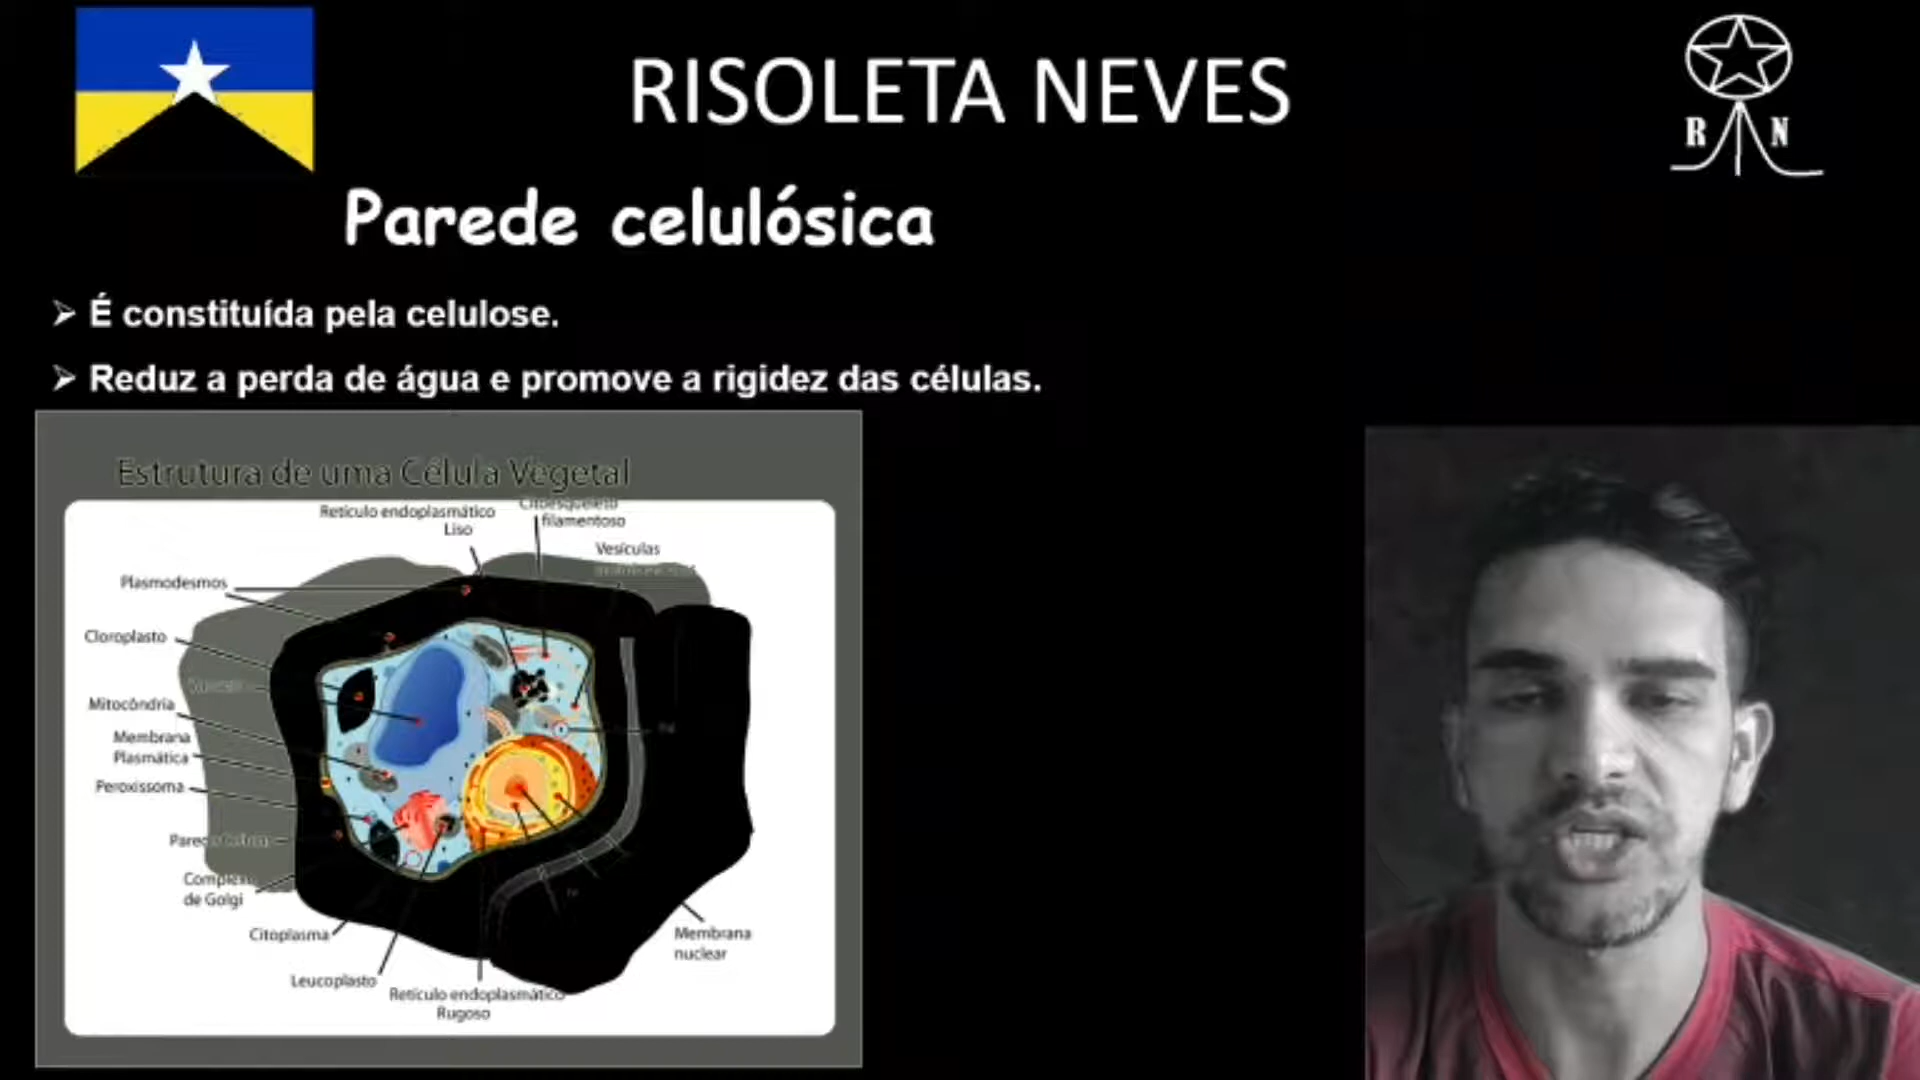 RISOLETA NEVES
R N
Parede celulósica
➢ É constituída pela celulose.
➢ Reduz a perda de água e promove a rigidez das células.
Estrutura de uma Célula Vegetal
Retículo endoplasmático
Liso
Citoesqueleto
filamentoso
Vesículas
Plasmodesmos
Cloroplasto
Mitocôndria
Membrana
Plasmática
Peroxissoma
Complexo
de Golgi
Citoplasma
Leucoplasto
Retículo endoplasmático
Rugoso
Membrana
nuclear